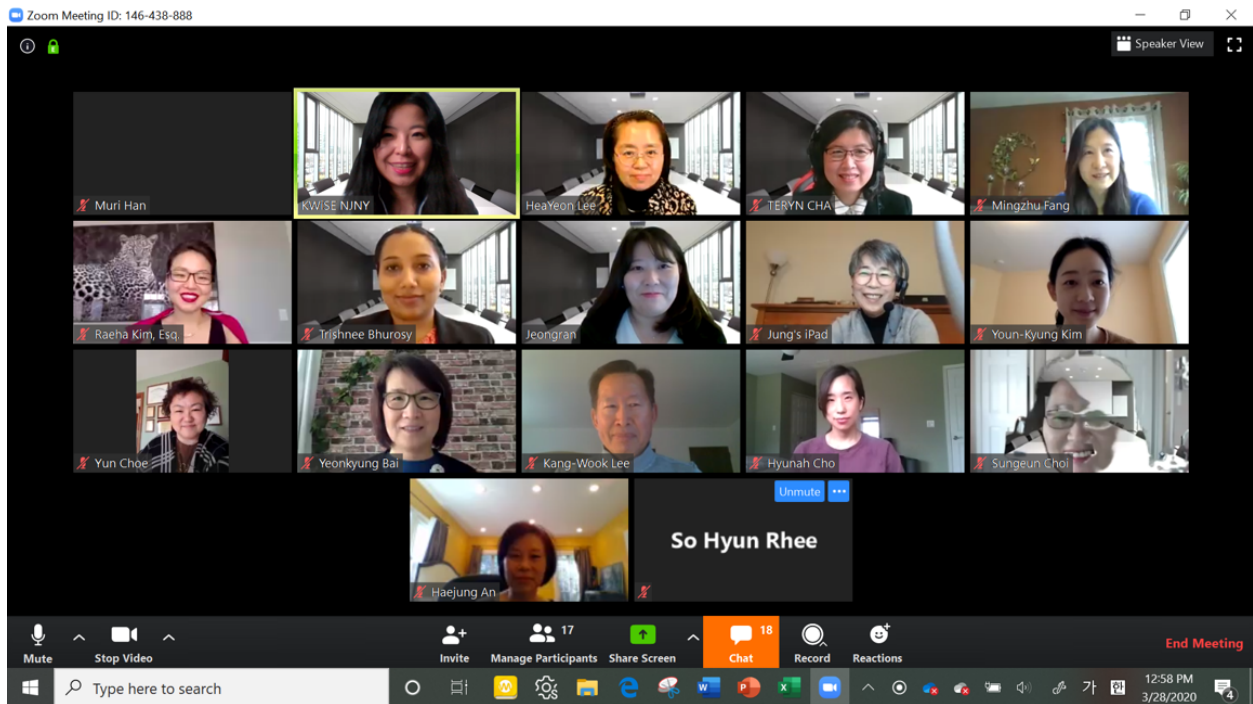 Zoom Meeting ID: 146-438-888
Speaker View
Muri Han
KWiSE NJNY
HeaYeon Lee
TERYN CHA
Mingzhu Fang
Raeha Kim, Esq.
Trishnee Bhurosy
Jeongran
Jung's iPad
Youn-Kyung Kim
Yun Choe
Yeonkyung Bai
Kang-Wook Lee
Hyunah Cho
Sungeun Choi
Unmute
Haejung An
So Hyun Rhee
17
18
End Meeting
Mute
Stop Video
Invite
Manage Participants
Share Screen
Chat
Record
Reactions
Type here to search
가
한
12:58 PM
3/28/2020
4